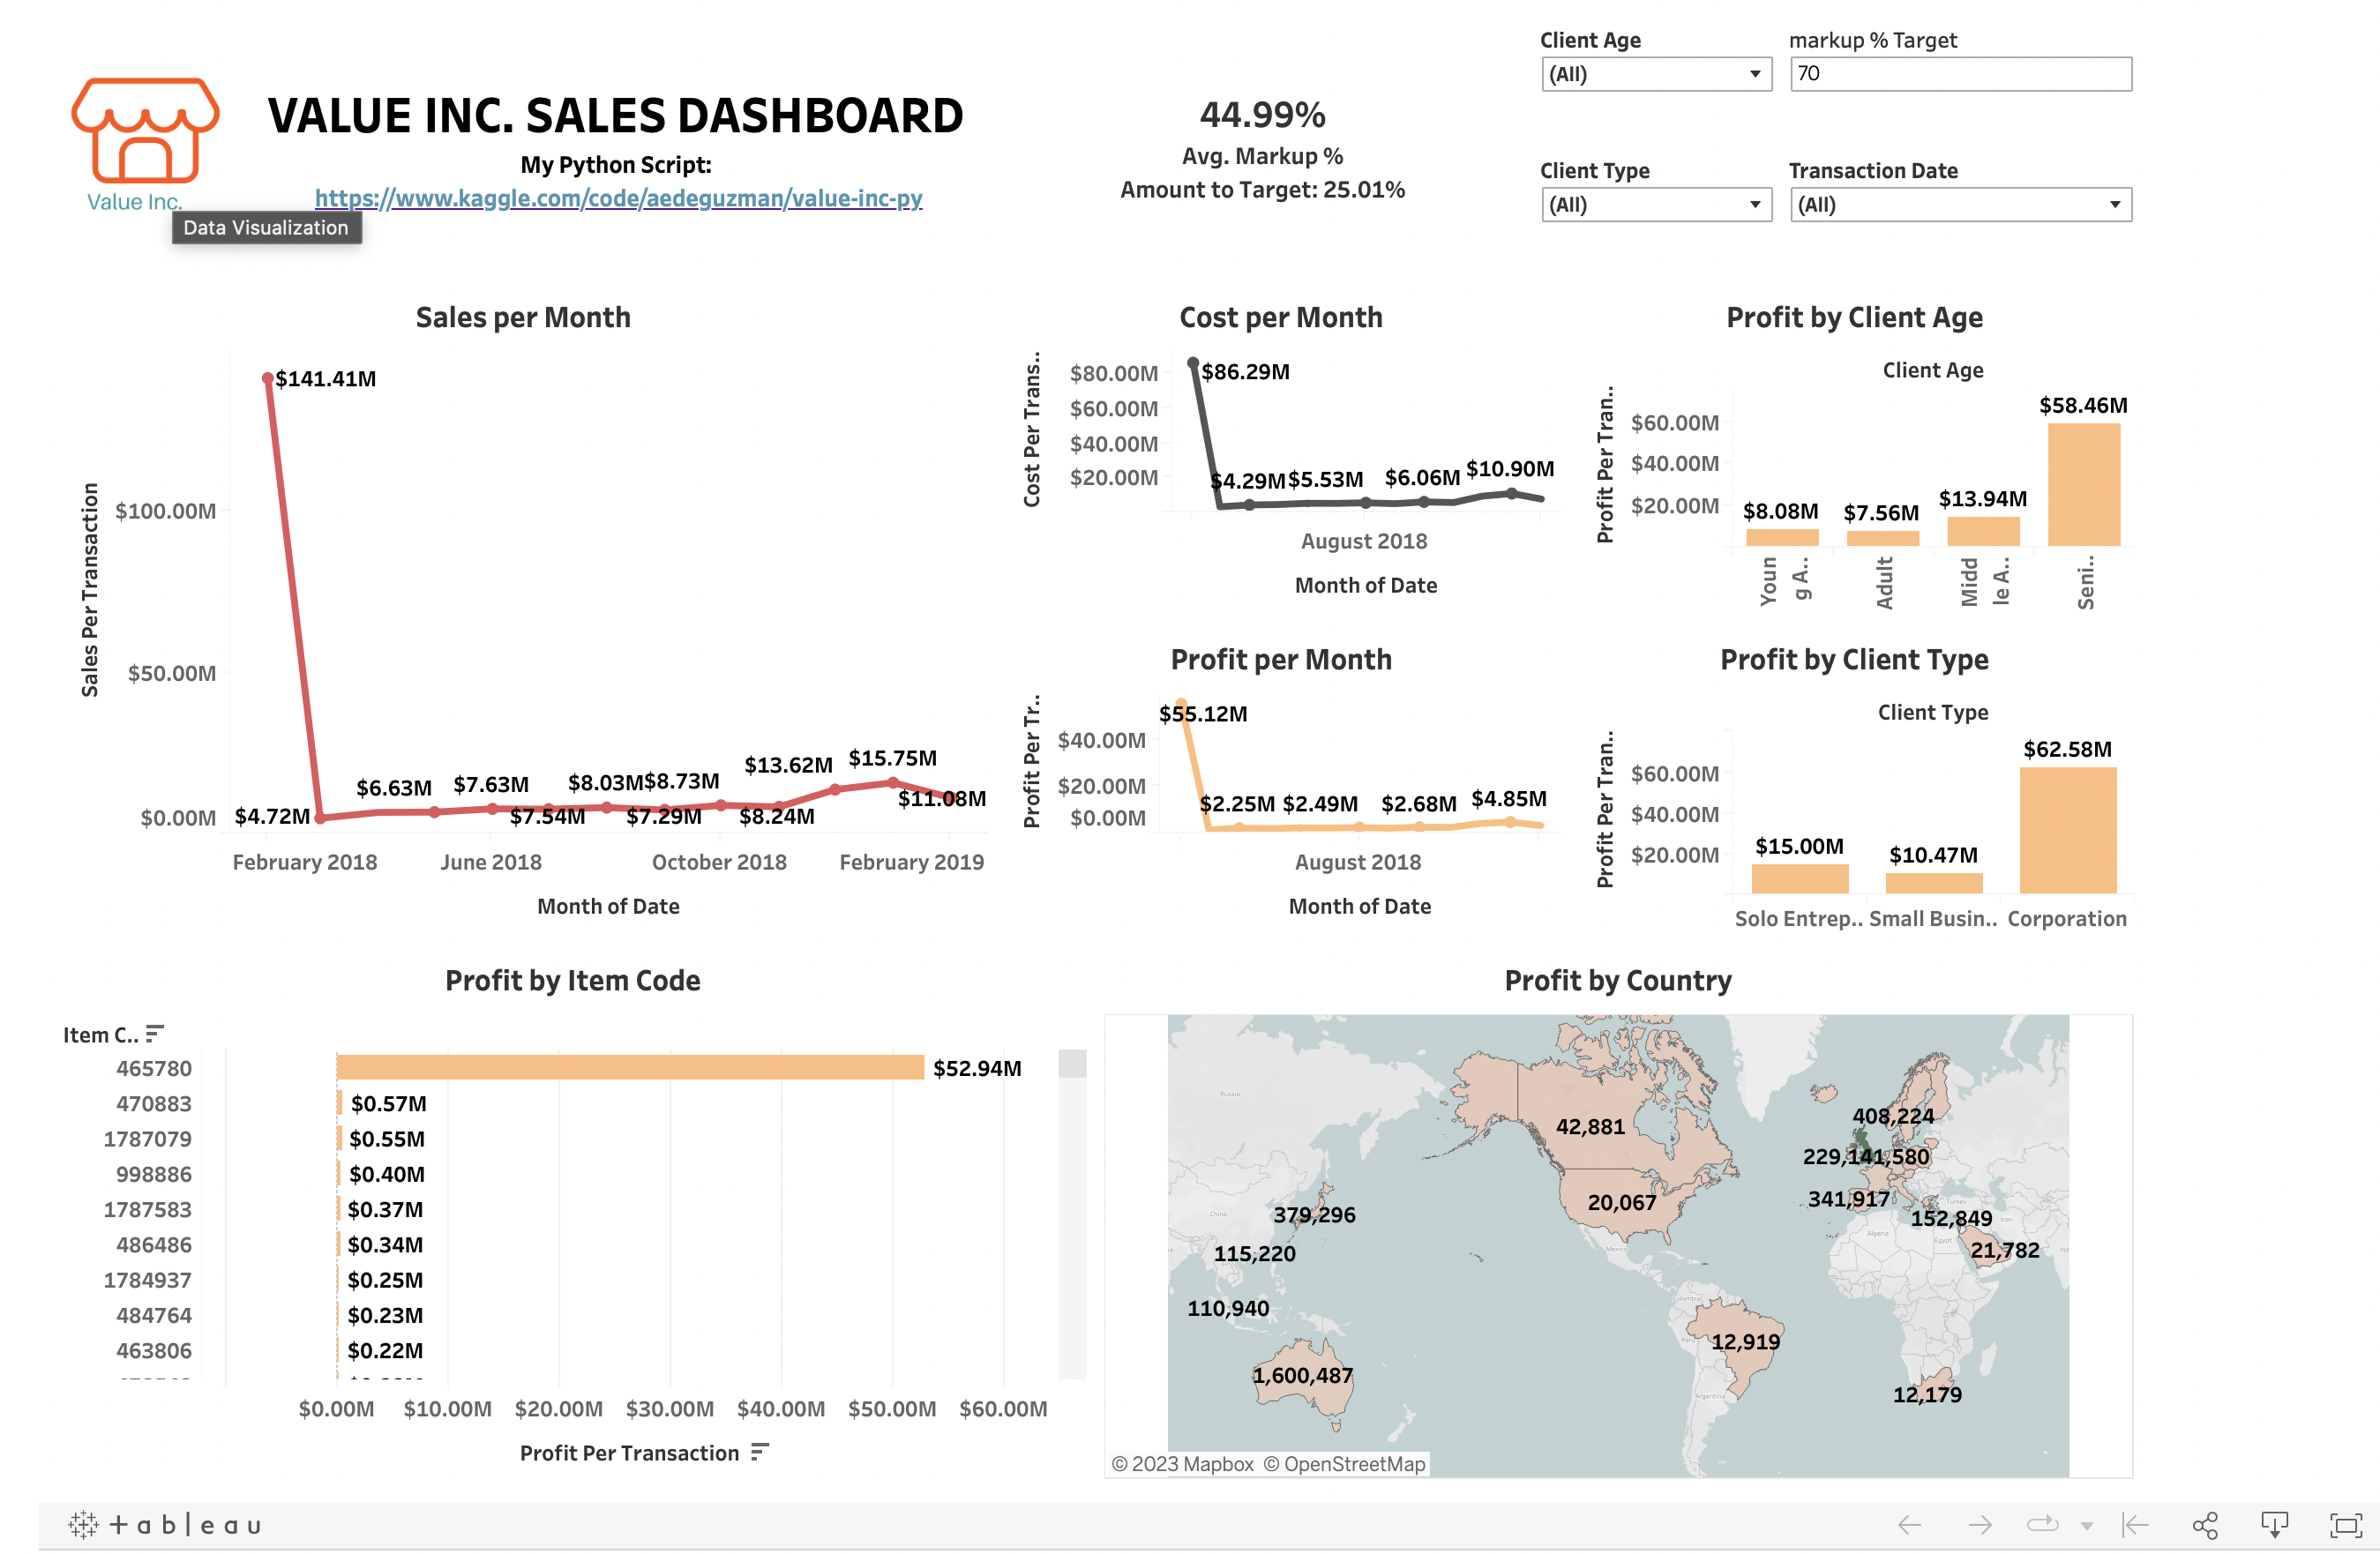 Client Age
markup % Target
(All)
70
VALUE INC. SALES DASHBOARD
44.99%
My Python Script:
Avg. Markup %
Client Type
Transaction Date
https://www.kaggle.com/code/aedeguzman/value-inc-py
Amount to Target: 25.01%
(All)
(All)
Value Inc.
Data Visualization
Sales per Month
$141.41M
$100.00M
$50.00M
$0.00M
Sales Per Transaction
$4.72M
$6.63M
$7.63M
$7.54M
$8.03M
$7.29M
$8.73M
$8.24M
$13.62M
$15.75M
$11.08M
February 2018
June 2018
October 2018
February 2019
Month of Date
Cost per Month
Cost Per Trans..
$80.00M
$60.00M
$40.00M
$20.00M
$86.29M
$4.29M
$5.53M
$6.06M
$10.90M
August 2018
Month of Date
Profit by Client Age
Client Age
Profit Per Tran..
$60.00M
$40.00M
$20.00M
$8.08M
$7.56M
$13.94M
$58.46M
Youn
g A..
Adult
Midd
le A..
Seni..
Profit per Month
Profit Per Tr..
$40.00M
$20.00M
$0.00M
$55.12M
$2.25M
$2.49M
$2.68M
$4.85M
August 2018
Month of Date
Profit by Client Type
Client Type
Profit Per Tran..
$60.00M
$40.00M
$20.00M
$15.00M
$10.47M
$62.58M
Solo Entrep..
Small Busin..
Corporation
Profit by Item Code
Item C..
465780 $52.94M
470883 $0.57M
1787079 $0.55M
998886 $0.40M
1787583 $0.37M
486486 $0.34M
1784937 $0.25M
484764 $0.23M
463806 $0.22M
$0.00M
$10.00M
$20.00M
$30.00M
$40.00M
$50.00M
$60.00M
Profit Per Transaction
Profit by Country
Russia
42,881
408,224
229,141,580
20,067
341,917
Turkey
China
379,296
152,849
Iran
Algeria
Egypt
115,220
21,782
Mexico
110,940
Colombia
Peru
12,919
1,600,487
Argentina
12,179
© 2023 Mapbox © OpenStreetMap
+ableau